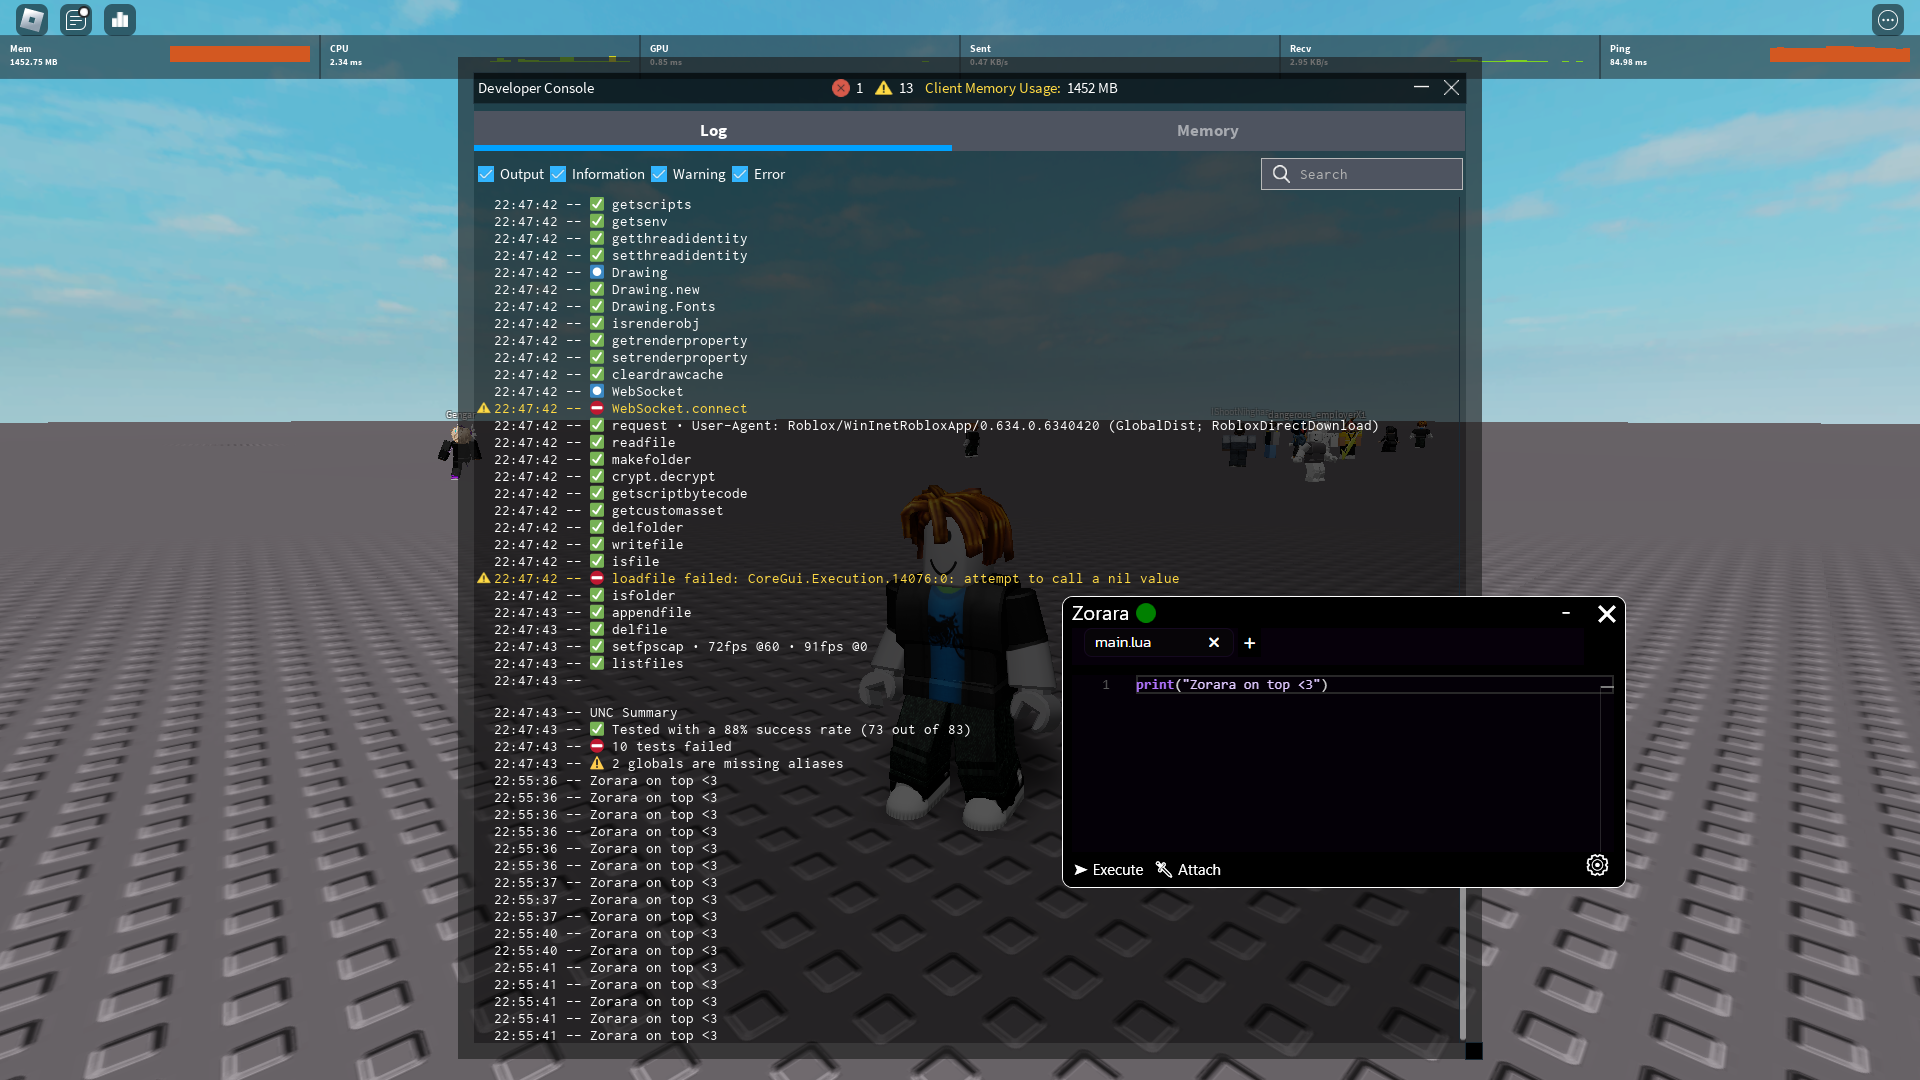 Mem
1452.75 MB
CPU
2.34 ms
GPU
0.85 ms
Sent
0.47 KB/s
Recv
2.95 KB/s
Ping
84.98 ms
Developer Console
1
13
Client Memory Usage: 1452 MB
Log
Memory
Output
Information
Warning
Error
Search
22:47:42 -- ✅ getscripts
22:47:42 -- ✅ getsenv
22:47:42 -- ✅ getthreadidentity
22:47:42 -- ✅ setthreadidentity
22:47:42 -- ⏺ Drawing
22:47:42 -- ✅ Drawing.new
22:47:42 -- ✅ Drawing.Fonts
22:47:42 -- ✅ isrenderobj
22:47:42 -- ✅ getrenderproperty
22:47:42 -- ✅ setrenderproperty
22:47:42 -- ✅ cleardrawcache
22:47:42 -- ⏺ WebSocket
22:47:42 -- ⛔ WebSocket.connect
22:47:42 -- ✅ request • User-Agent: Roblox/WinInetRobloxApp/0.634.0.6340420 (GlobalDist; RobloxDirectDownload)
22:47:42 -- ✅ readfile
22:47:42 -- ✅ makefolder
22:47:42 -- ✅ crypt.decrypt
22:47:42 -- ✅ getscriptbytecode
22:47:42 -- ✅ getcustomasset
22:47:42 -- ✅ delfolder
22:47:42 -- ✅ writefile
22:47:42 -- ✅ isfile
22:47:42 -- ⛔ loadfile failed: CoreGui.Execution.14076:0: attempt to call a nil value
22:47:42 -- ✅ isfolder
22:47:43 -- ✅ appendfile
22:47:43 -- ✅ delfile
22:47:43 -- ✅ setfpscap • 72fps @60 • 91fps @0
22:47:43 -- ✅ listfiles
22:47:43 --
22:47:43 -- UNC Summary
22:47:43 -- ✅ Tested with a 88% success rate (73 out of 83)
22:47:43 -- ⛔ 10 tests failed
22:47:43 -- ⚠️ 2 globals are missing aliases
22:55:36 -- Zorara on top <3
22:55:36 -- Zorara on top <3
22:55:36 -- Zorara on top <3
22:55:36 -- Zorara on top <3
22:55:36 -- Zorara on top <3
22:55:36 -- Zorara on top <3
22:55:37 -- Zorara on top <3
22:55:37 -- Zorara on top <3
22:55:37 -- Zorara on top <3
22:55:40 -- Zorara on top <3
22:55:40 -- Zorara on top <3
22:55:41 -- Zorara on top <3
22:55:41 -- Zorara on top <3
22:55:41 -- Zorara on top <3
22:55:41 -- Zorara on top <3
22:55:41 -- Zorara on top <3
Zorara
main.lua
1 print("Zorara on top <3")
Execute
Attach